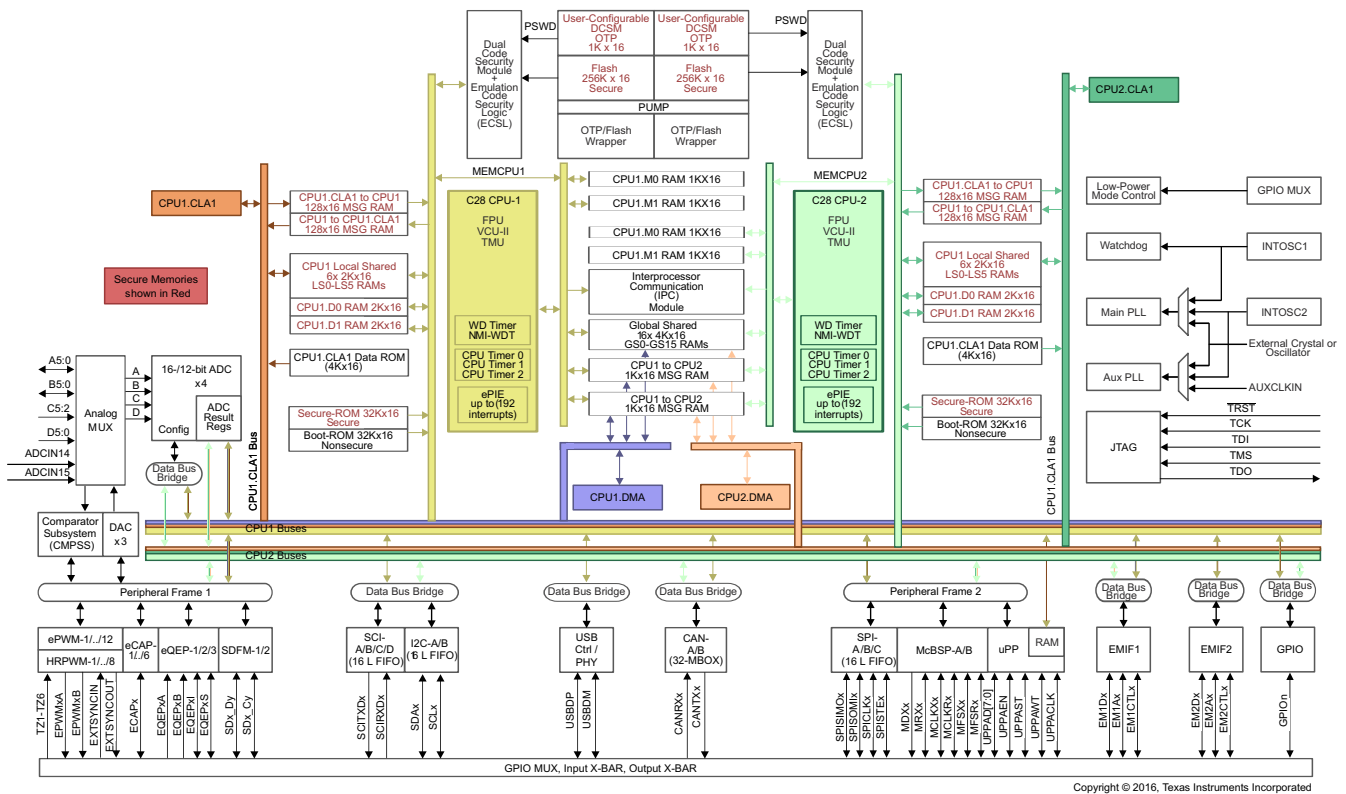 PSWD
User-Configurable
DCSM
OTP
1K x 16
User-Configurable
DCSM
OTP
1K x 16
PSWD
Dual
Code
Security
Module
+
Emulation
Code
Security
Logic
(ECSL)
Flash
256K x 16
Secure
Flash
256K x 16
Secure
PUMP
OTP/Flash
Wrapper
OTP/Flash
Wrapper
Dual
Code
Security
Module
+
Emulation
Code
Security
Logic
(ECSL)
CPU2.CLA1
MEMCPU1
MEMCPU2
CPU1.CLA1
CPU1.CLA1 to CPU1
128x16 MSG RAM
CPU1 to CPU1.CLA1
128x16 MSG RAM
CPU1 Local Shared
6x 2Kx16
LS0-LS5 RAMs
CPU1.D0 RAM 2Kx16
CPU1.D1 RAM 2Kx16
CPU1.CLA1 Data ROM
(4Kx16)
Secure-ROM 32Kx16
Secure
Boot-ROM 32Kx16
Nonsecure
Secure Memories
shown in Red
C28 CPU-1
FPU
VCU-II
TMU
WD Timer
NMI-WDT
CPU Timer 0
CPU Timer 1
CPU Timer 2
ePIE
up to(192
interrupts)
CPU1.M0 RAM 1KX16
CPU1.M1 RAM 1KX16
CPU1.M0 RAM 1KX16
CPU1.M1 RAM 1KX16
Interprocessor
Communication
(IPC)
Module
Global Shared
16x 4Kx16
GS0-GS15 RAMs
CPU1 to CPU2
1Kx16 MSG RAM
CPU1 to CPU2
1Kx16 MSG RAM
C28 CPU-2
FPU
VCU-II
TMU
WD Timer
NMI-WDT
CPU Timer 0
CPU Timer 1
CPU Timer 2
ePIE
up to(192
interrupts)
CPU1.CLA1 to CPU1
128x16 MSG RAM
CPU1 to CPU1.CLA1
128x16 MSG RAM
CPU1 Local Shared
6x 2Kx16
LS0-LS5 RAMs
CPU1.D0 RAM 2Kx16
CPU1.D1 RAM 2Kx16
CPU1.CLA1 Data ROM
(4Kx16)
Secure-ROM 32Kx16
Secure
Boot-ROM 32Kx16
Nonsecure
Low-Power
Mode Control
GPIO MUX
Watchdog
INTOSC1
Main PLL
INTOSC2
External Crystal or
Oscillator
Aux PLL
AUXCLKIN
JTAG
TRST
TCK
TDI
TMS
TDO
A5:0
B5:0
C5:2
D5:0
ADCIN14
ADCIN15
Analog
MUX
A
B
C
D
16-/12-bit ADC
x4
ADC
Result
Regs
Config
Data Bus
Bridge
CPU1.CLA1 Bus
CPU1.CLA1 Bus
CPU1.DMA
CPU2.DMA
Comparator
Subsystem
(CMPSS)
DAC
x3
CPU1 Buses
CPU2 Buses
Peripheral Frame 1
Data Bus Bridge
Data Bus Bridge
Data Bus Bridge
Peripheral Frame 2
Data Bus
Bridge
Data Bus
Bridge
Data Bus
Bridge
ePWM-1/../12
HRPWM-1/../8
eCAP-
1/../6
eQEP-1/2/3
SDFM-1/2
SCI-
A/B/C/D
(16 L FIFO)
I2C-A/B
(16 L FIFO)
USB
Ctrl /
PHY
CAN-
A/B
(32-MBOX)
SPI-
A/B/C
(16 L FIFO)
McBSP-A/B
uPP
RAM
EMIF1
EMIF2
GPIO
TZ1-TZ6
EPWMxA
EPWMxB
EXTSYNCIN
EXTSYNCOUT
ECAPx
EQEPxA
EQEPxB
EQEPxI
EQEPxS
SDx_Dy
SDx_Cy
SCITXDx
SCIRXDx
SDAx
SCLx
USBDP
USBDM
CANRXx
CANTXx
SPISIMOx
SPISOMIx
SPICLKx
SPISTEx
MDXx
MRXx
MCLKXx
MCLKRx
MFSXx
MFSRx
UPPAD[7:0]
UPPAEN
UPPAST
UPPAWT
UPPACLK
EM1Dx
EM1Ax
EM1CTLx
EM2Dx
EM2Ax
EM2CTLx
GPIOn
GPIO MUX, Input X-BAR, Output X-BAR
Copyright © 2016, Texas Instruments Incorporated